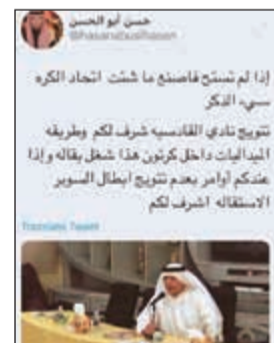 حسن أبو الحسن
@hasanabualhasan
إذا لم تستح فاصنع ما شئت اتحاد الكره
سيء الذكر
تتويج نادي القادسيه شرف لكم وطريقه
الميداليات داخل كرتون هذا شغل بقاله وإذا
عندكم أوامر بعدم تتويج ابطال السوبر
الاستقاله اشرف لكم
Translate Tweet